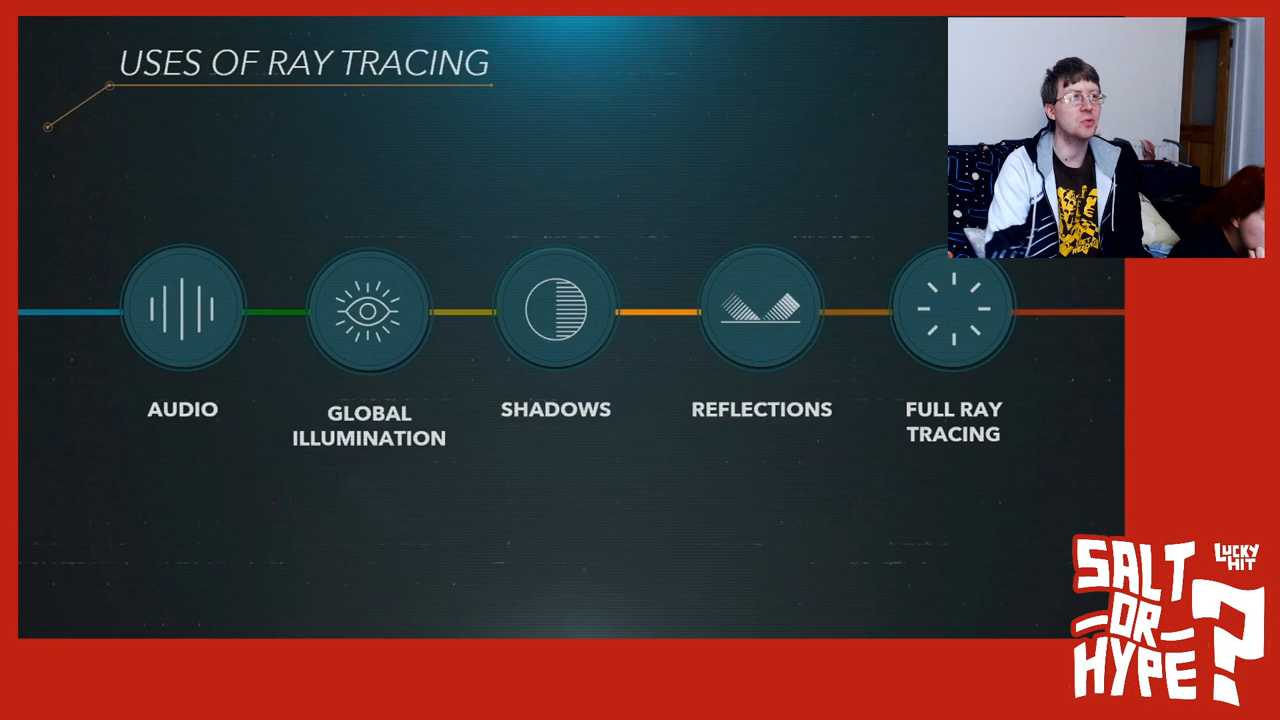 USES OF RAY TRACING
AUDIO
GLOBAL
ILLUMINATION
SHADOWS
REFLECTIONS
FULL RAY
TRACING
SALT
OR
HYPE
?
LUCKY
HIT